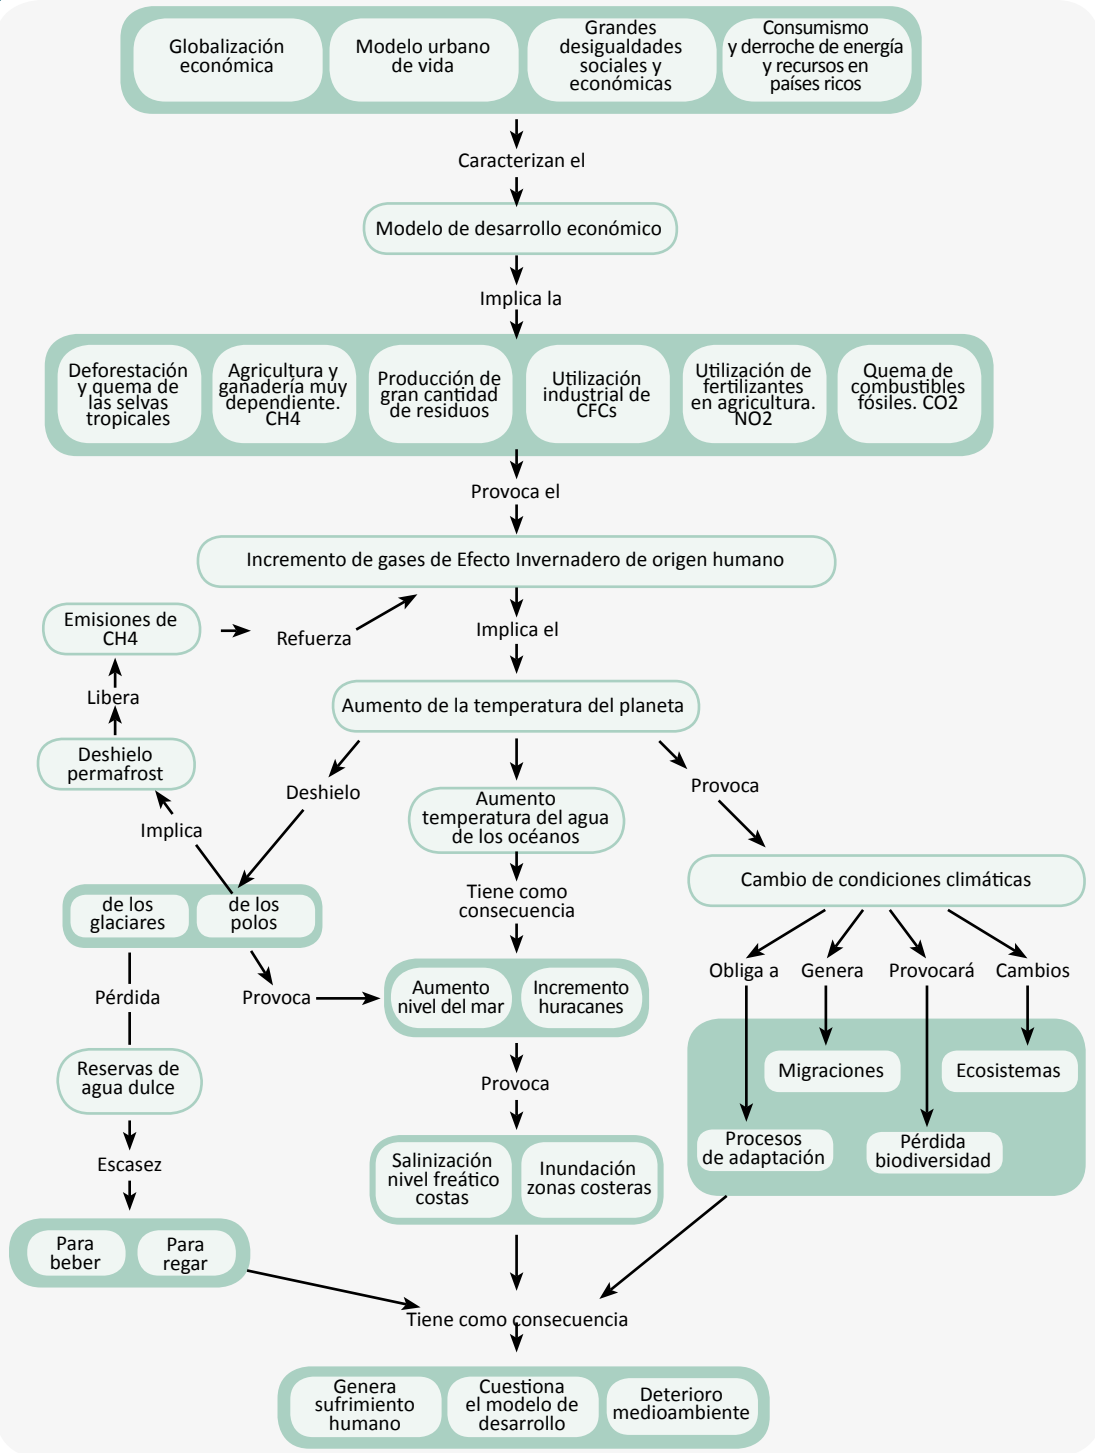 Globalización
económica
Modelo urbano
de vida
Grandes
desigualdades
sociales y
económicas
Consumismo
y derroche de energía
y recursos en
países ricos
Caracterizan el
Modelo de desarrollo económico
Implica la
Deforestación
y quema de
las selvas
tropicales
Agricultura y
ganadería muy
dependiente.
CH4
Producción de
gran cantidad
de residuos
Utilización
industrial de
CFCs
Utilización de
fertilizantes
en agricultura.
NO2
Quema de
combustibles
fósiles. CO2
Provoca el
Incremento de gases de Efecto Invernadero de origen humano
Emisiones de
CH4
Refuerza
Implica el
Libera
Aumento de la temperatura del planeta
Deshielo
permafrost
Deshielo
Aumento
temperatura del agua
de los océanos
Provoca
Implica
Cambio de condiciones climáticas
de los
glaciares
de los
polos
Tiene como
consecuencia
Obliga a
Genera
Provocará
Cambios
Pérdida
Provoca
Aumento
nivel del mar
Incremento
huracanes
Reservas de
agua dulce
Provoca
Migraciones
Ecosistemas
Procesos
de adaptación
Pérdida
biodiversidad
Escasez
Salinización
nivel freático
costas
Inundación
zonas costeras
Para
beber
Para
regar
Tiene como consecuencia
Genera
sufrimiento
humano
Cuestiona
el modelo de
desarrollo
Deterioro
medioambiente